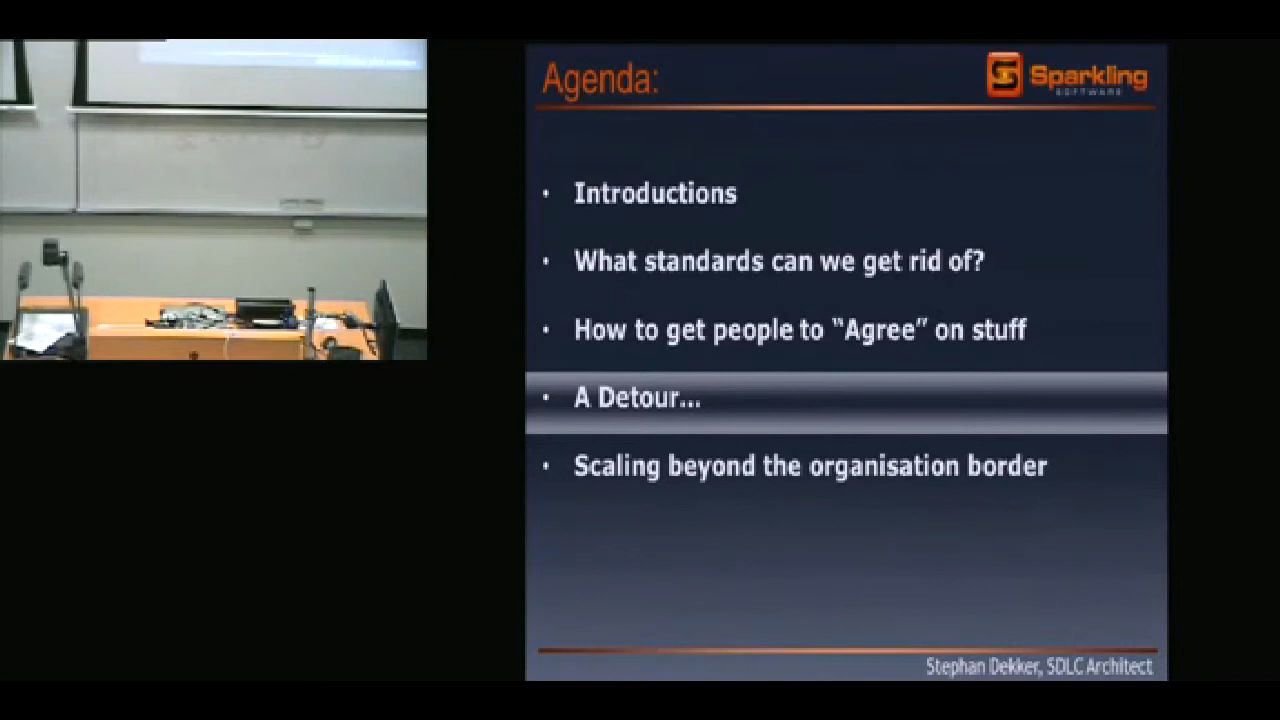 Agenda:
Sparkling
SOFTWARE
• Introductions
• What standards can we get rid of?
• How to get people to “Agree” on stuff
• A Detour...
• Scaling beyond the organisation border
Stephan Dekker, SDLC Architect